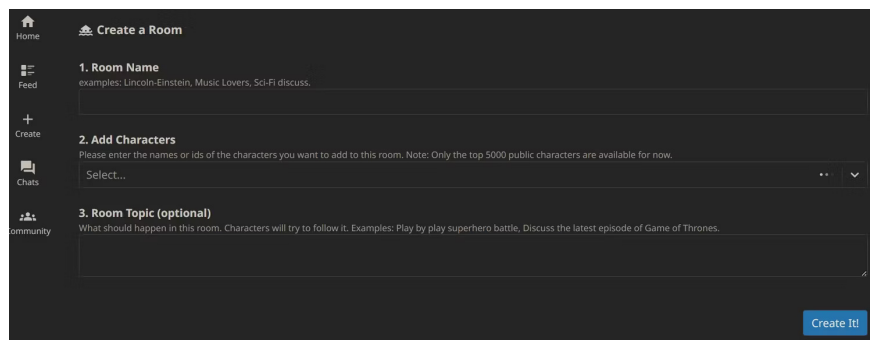 Home
Feed
Create
Chats
Community
Create a Room
1. Room Name
examples: Lincoln-Einstein, Music Lovers, Sci-Fi discuss.
2. Add Characters
Please enter the names or ids of the characters you want to add to this room. Note: Only the top 5000 public characters are available for now.
Select...
3. Room Topic (optional)
What should happen in this room. Characters will try to follow it. Examples: Play by play superhero battle, Discuss the latest episode of Game of Thrones.
Create It!